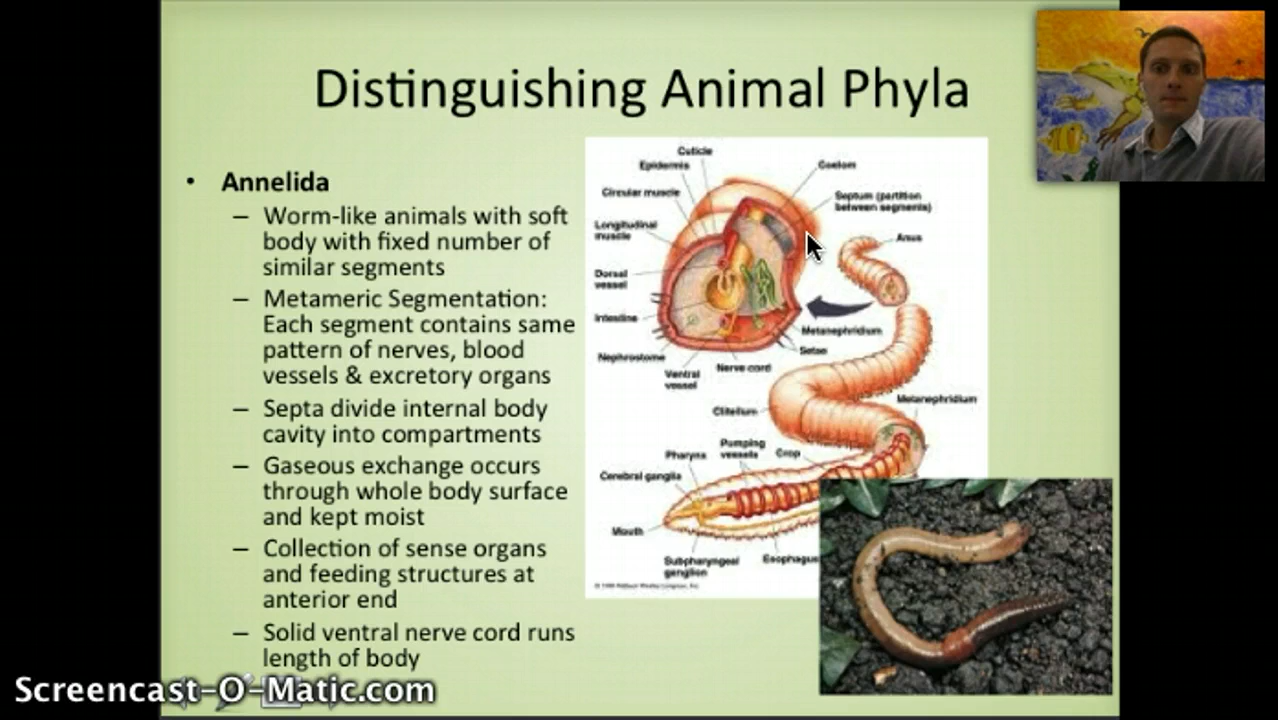 Distinguishing Animal Phyla
• Annelida
– Worm-like animals with soft
body with fixed number of
similar segments
– Metameric Segmentation:
Each segment contains same
pattern of nerves, blood
vessels & excretory organs
– Septa divide internal body
cavity into compartments
– Gaseous exchange occurs
through whole body surface
and kept moist
– Collection of sense organs
and feeding structures at
anterior end
– Solid ventral nerve cord runs
length of body
Cuticle
Epidermis
Circular muscle
Longitudinal
muscle
Dorsal
vessel
Intestine
Nephrostome
Ventral
vessel
Nerve cord
Coelom
Septum (partition
between segments)
Anus
Metanephridium
Setae
Clitellum
Metanephridium
Pharynx
Pumping
vessels
Crop
Cerebral ganglia
Mouth
Subpharyngeal
ganglion
Esophagus
Screencast-O-Matic.com